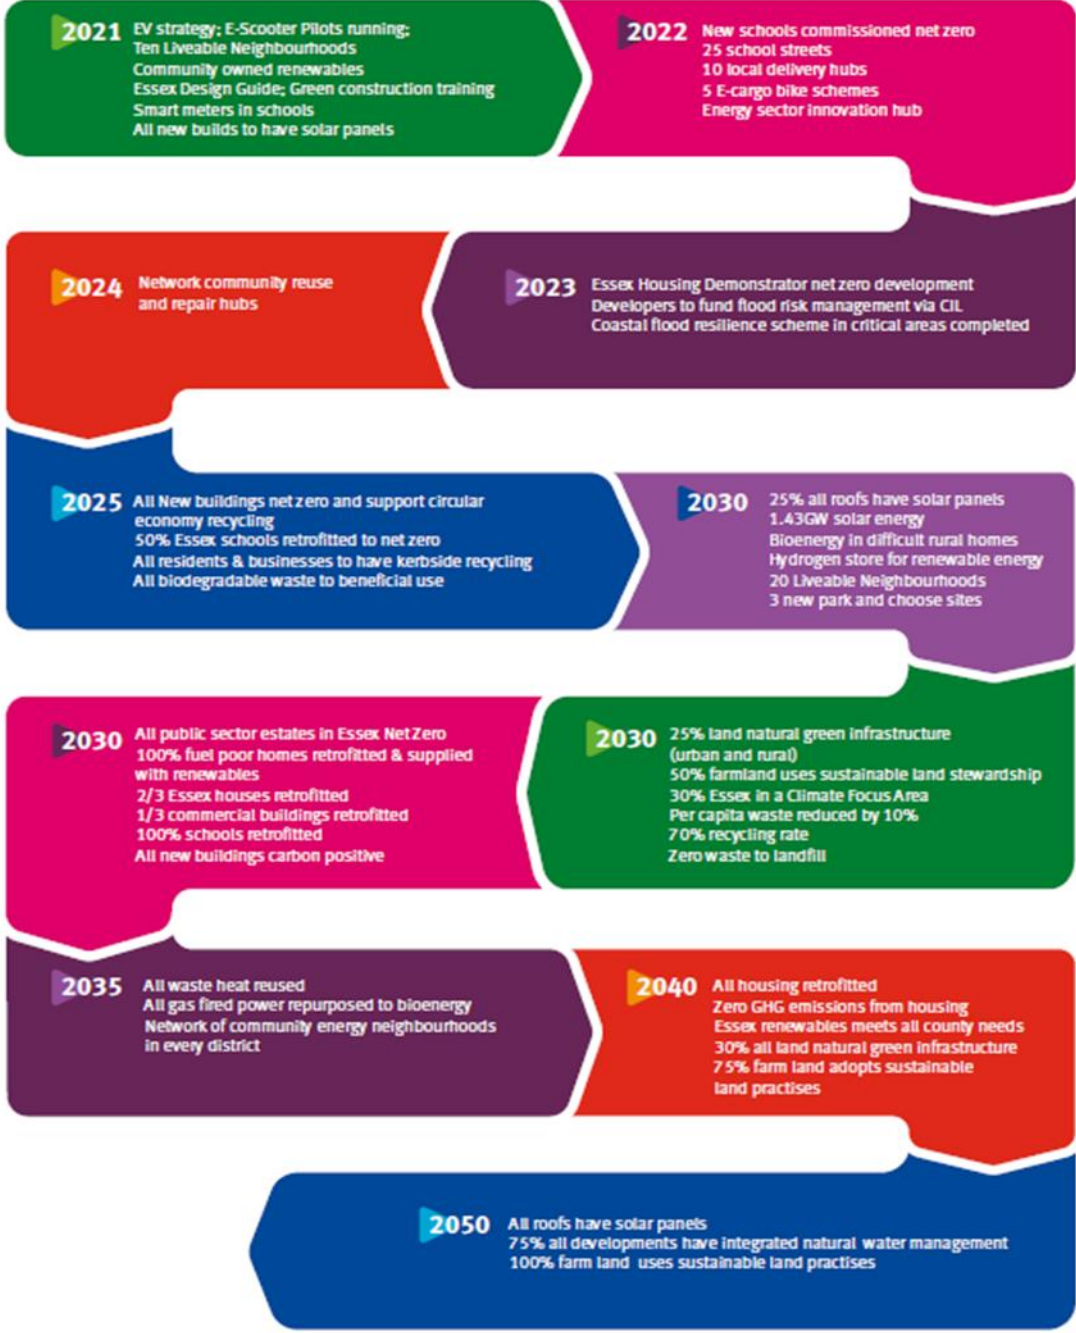 2021 EV strategy; E-Scooter Pilots running;
Ten Liveable Neighbourhoods
Community owned renewables
Essex Design Guide; Green construction training
Smart meters in schools
All new builds to have solar panels
2022 New schools commissioned net zero
25 school streets
10 local delivery hubs
5 E-cargo bike schemes
Energy sector innovation hub
2023 Essex Housing Demonstrator net zero development
Developers to fund flood risk management via CIL
Coastal flood resilience scheme in critical areas completed
2024 Network community reuse
and repair hubs
2025 All New buildings net zero and support circular
economy recycling
50% Essex schools retrofitted to net zero
All residents & businesses to have kerbside recycling
All biodegradable waste to beneficial use
2030 25% all roofs have solar panels
1.43GW solar energy
Bioenergy in difficult rural homes
Hydrogen store for renewable energy
20 Liveable Neighbourhoods
3 new park and choose sites
2030 25% land natural green infrastructure
(urban and rural)
50% farmland uses sustainable land stewardship
30% Essex in a Climate Focus Area
Per capita waste reduced by 10%
70% recycling rate
Zero waste to landfill
2030 All public sector estates in Essex Net Zero
100% fuel poor homes retrofitted & supplied
with renewables
2/3 Essex houses retrofitted
1/3 commercial buildings retrofitted
100% schools retrofitted
All new buildings carbon positive
2035 All waste heat reused
All gas fired power repurposed to bioenergy
Network of community energy neighbourhoods
in every district
2040 All housing retrofitted
Zero GHG emissions from housing
Essex renewables meets all county needs
30% all land natural green infrastructure
75% farm land adopts sustainable
land practises
2050 All roofs have solar panels
75% all developments have integrated natural water management
100% farm land uses sustainable land practises